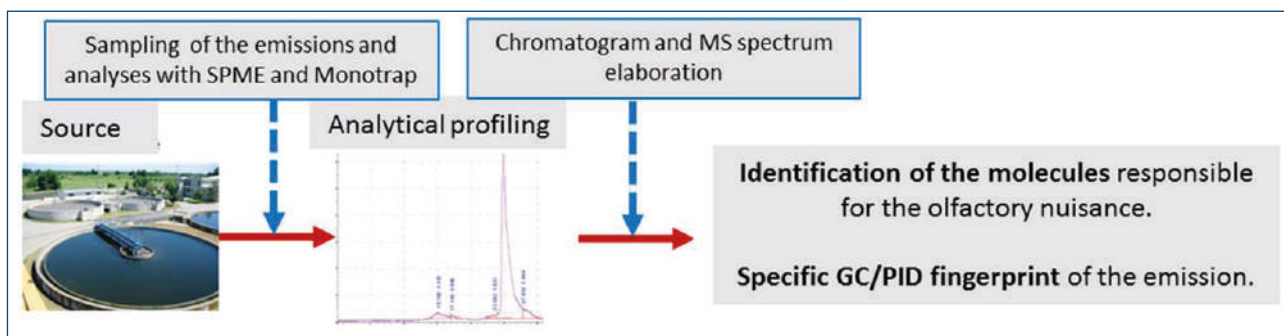 Sampling of the emissions and
analyses with SPME and Monotrap
Chromatogram and MS spectrum
elaboration
Source
Analytical profiling
Identification of the molecules responsible
for the olfactory nuisance.
Specific GC/PID fingerprint of the emission.